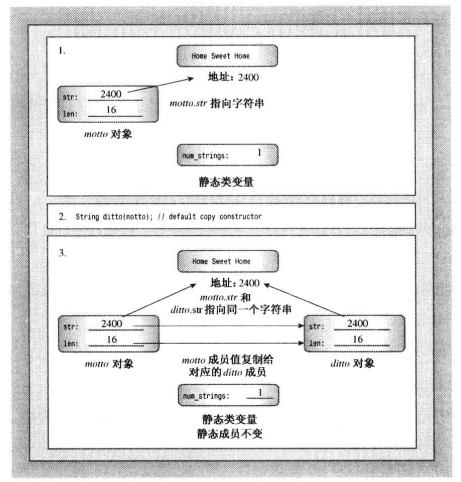 1.
Home Sweet Home
地址：2400
str: 2400
len: 16
motto.str 指向字符串
motto 对象
num_strings: 1
静态类变量
2. String ditto(motto); // default copy constructor
3.
Home Sweet Home
地址：2400
motto.str 和
ditto.str 指向同一个字符串
str: 2400
len: 16
motto 对象
str: 2400
len: 16
ditto 对象
motto 成员值复制给
对应的 ditto 成员
num_strings: 1
静态类变量
静态成员不变